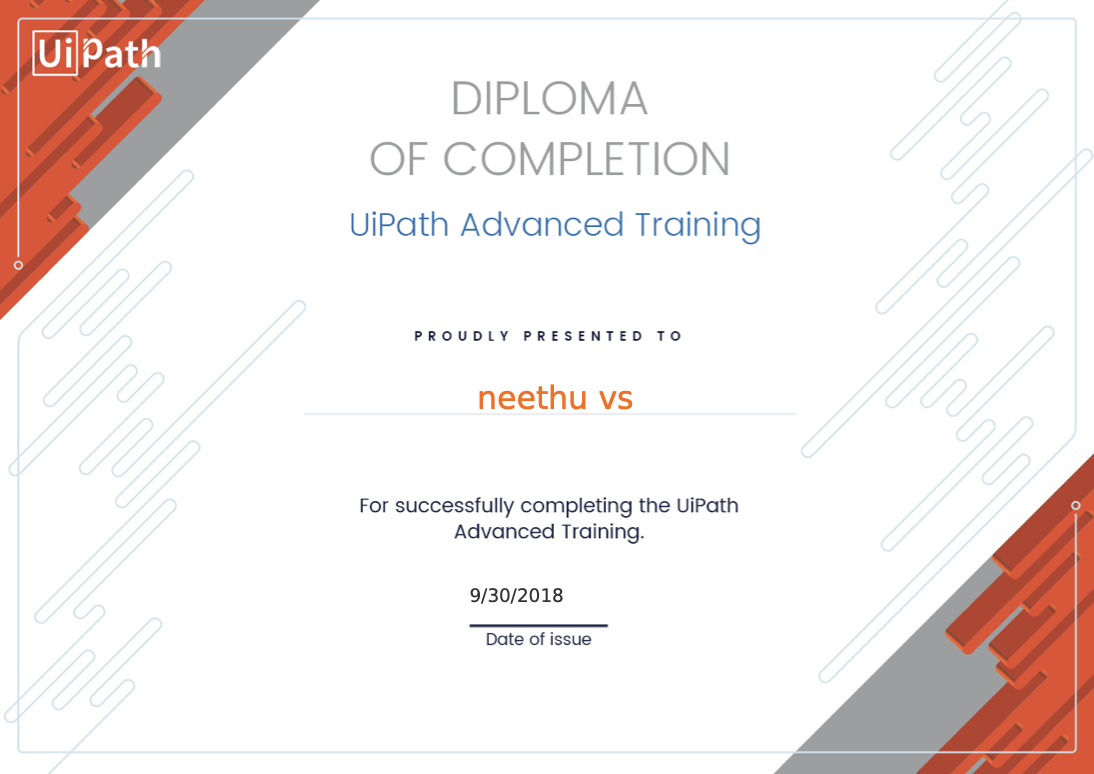 UiPath
DIPLOMA
OF COMPLETION
UiPath Advanced Training
PROUDLY PRESENTED TO
neethu vs
For successfully completing the UiPath
Advanced Training.
9/30/2018
Date of issue